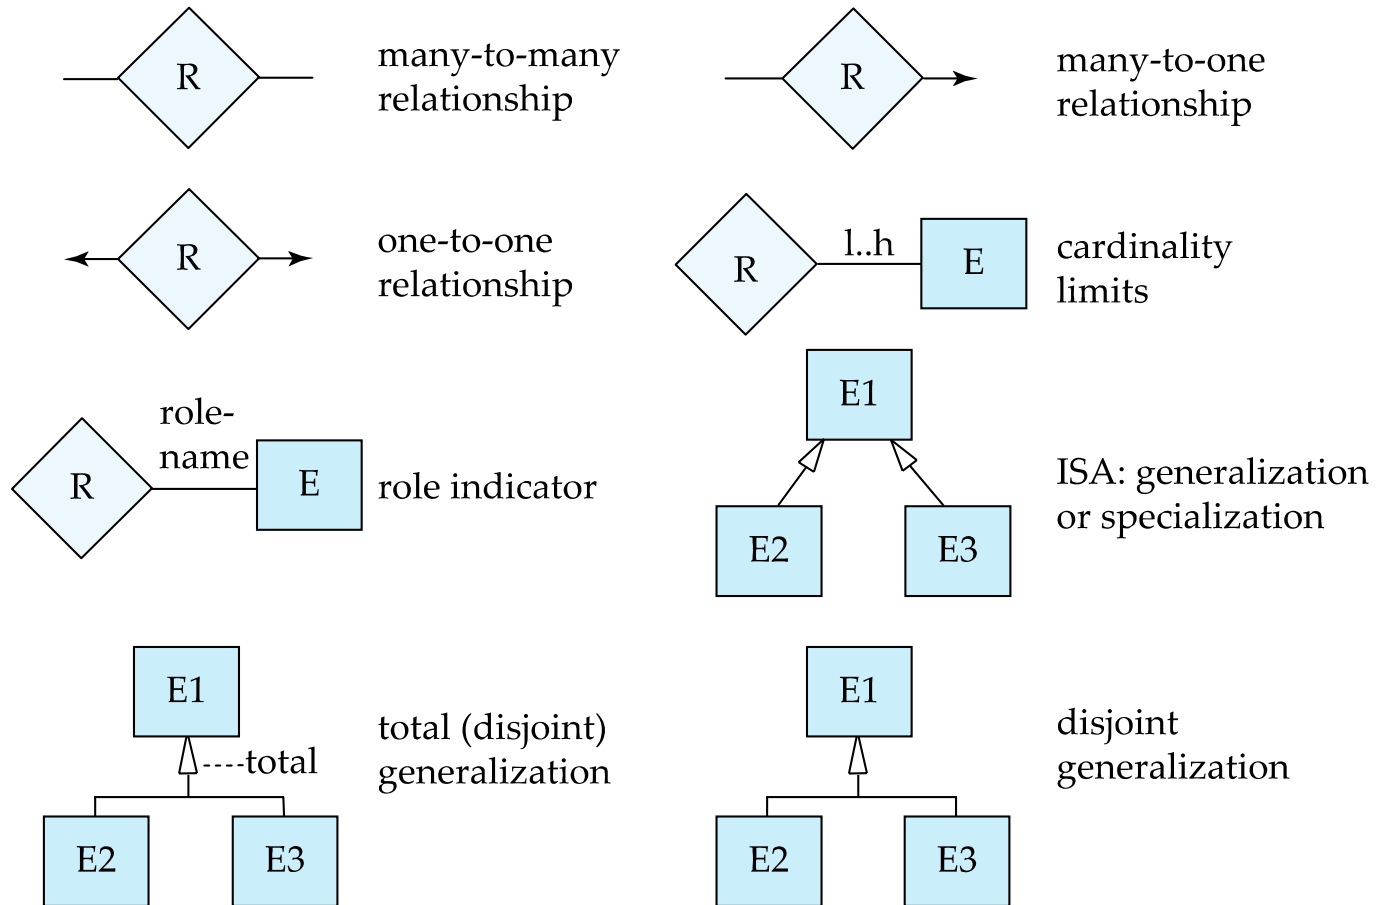 R
many-to-many
relationship
R
many-to-one
relationship
R
one-to-one
relationship
R
l..h
E
cardinality
limits
R
role-
name
E
role indicator
E1
E2
E3
ISA: generalization
or specialization
E1
----total
E2
E3
total (disjoint)
generalization
E1
E2
E3
disjoint
generalization